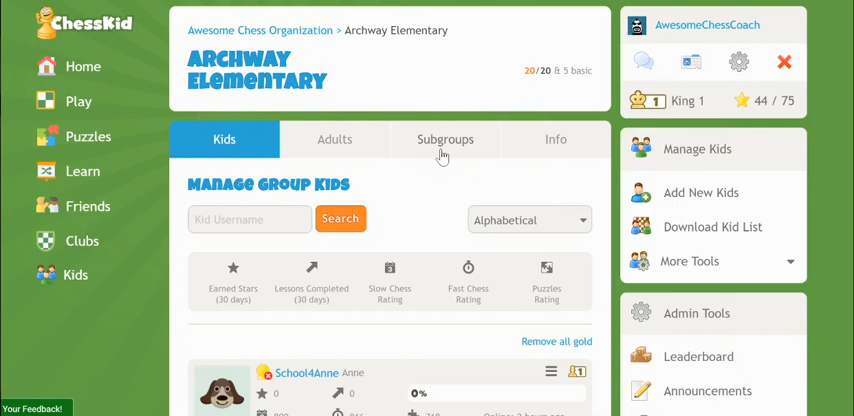 ChessKid
Home
Play
Puzzles
Learn
Friends
Clubs
Kids
Your Feedback!
Awesome Chess Organization > Archway Elementary
Archway
Elementary
20/20 & 5 basic
Kids
Adults
Subgroups
Info
Manage Group Kids
Kid Username
Search
Alphabetical
Earned Stars
(30 days)
Lessons Completed
(30 days)
Slow Chess
Rating
Fast Chess
Rating
Puzzles
Rating
Remove all gold
School4Anne Anne
1
0
0
0%
AwesomeChessCoach
1 King 1
44 / 75
Manage Kids
Add New Kids
Download Kid List
More Tools
Admin Tools
Leaderboard
Announcements